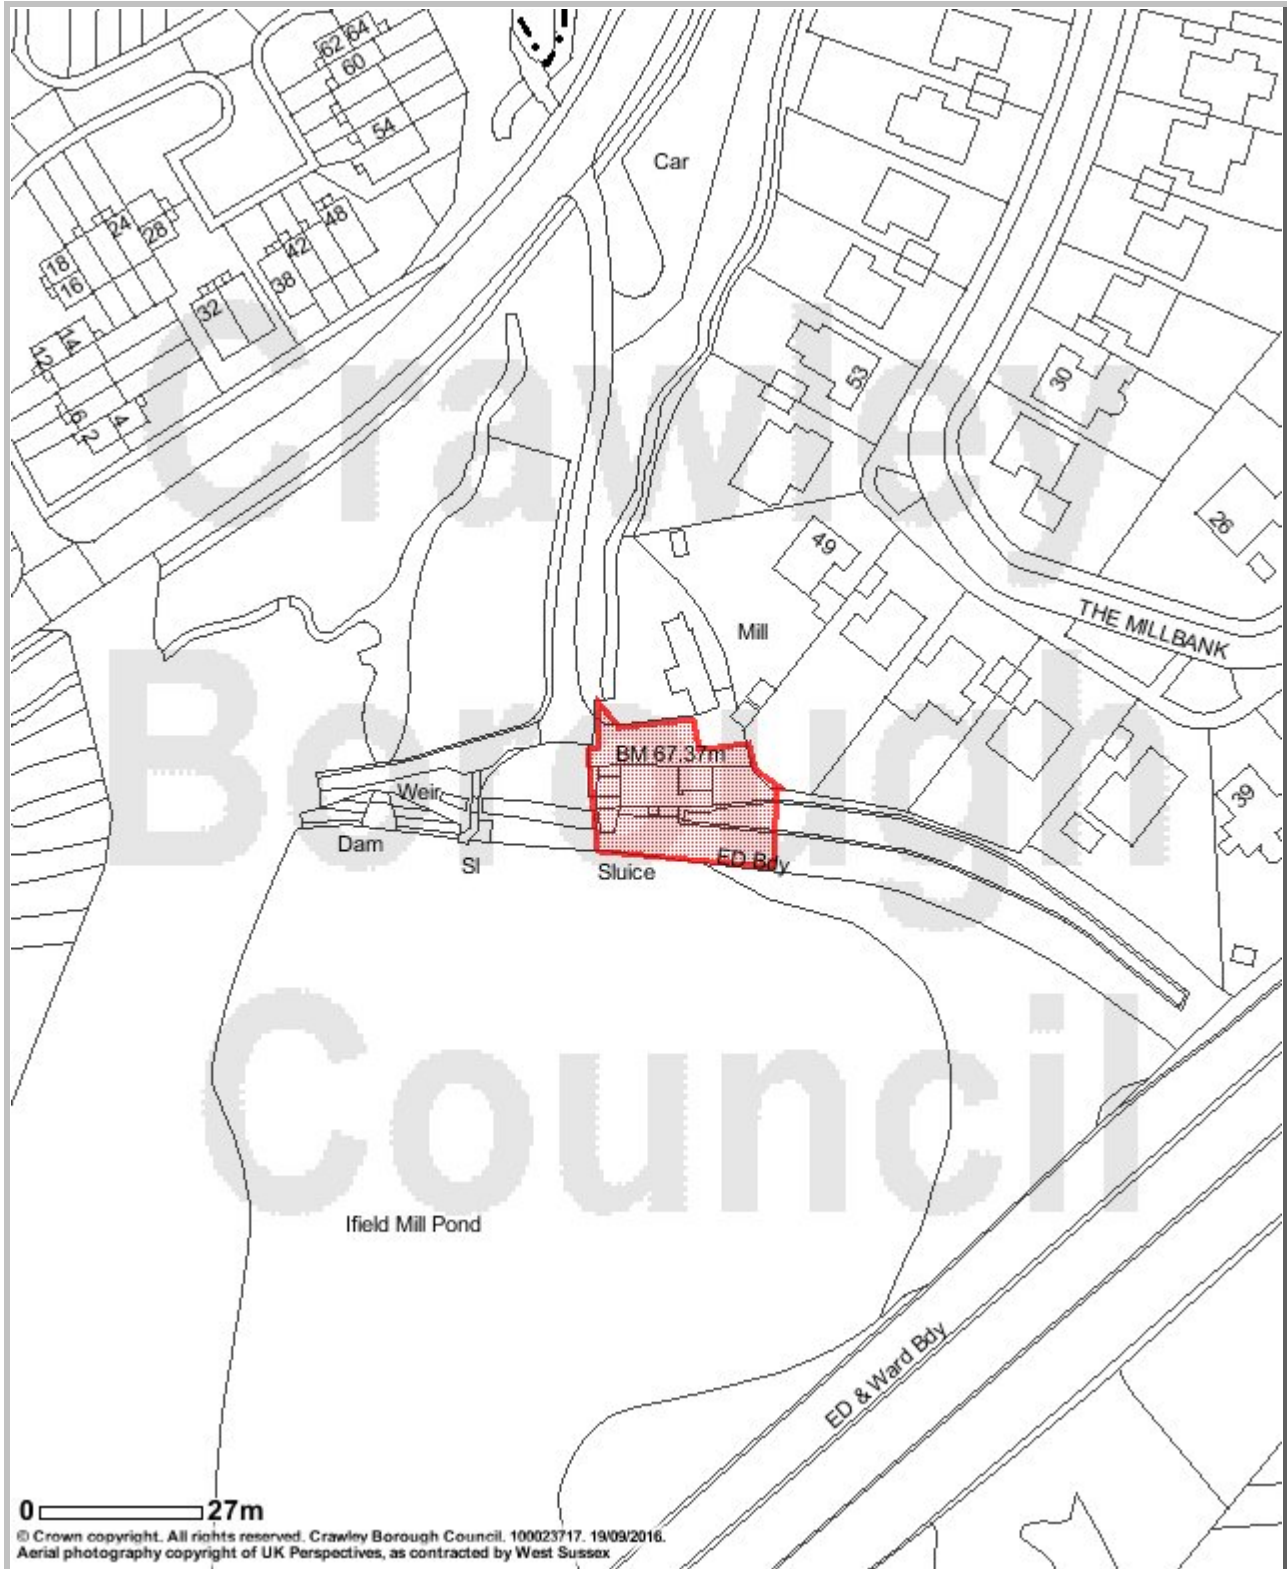 62 64
60
54
Car
48
42
38
24
28
18
16
32
14
12
6
4
2
53
30
26
49
THE MILLBANK
Mill
BM 67.37m
Weir
Dam
Sl
Sluice
ED Bdy
39
Crawley
Borough
Council
Ifield Mill Pond
ED & Ward Bdy
0 27m
© Crown copyright. All rights reserved. Crawley Borough Council. 100023717. 19/09/2016.
Aerial photography copyright of UK Perspectives, as contracted by West Sussex